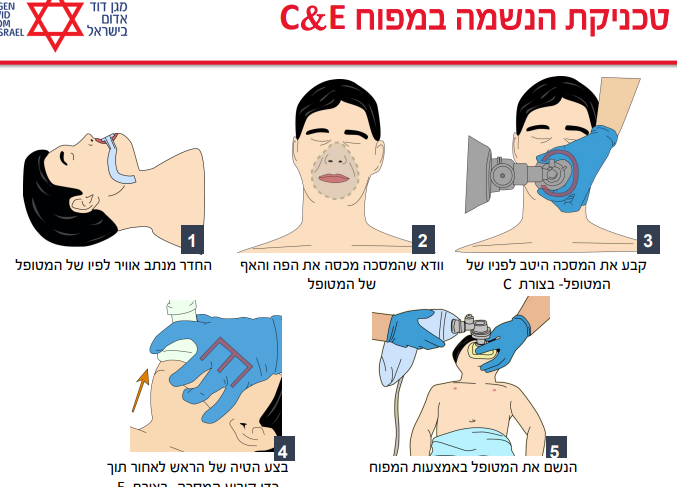 טכניקת הנשמה במפוח C&E
מגן דוד
אדום
בישראל
SRAEL
1
החדר מנתב אוויר לפיו של המטופל
2
וודא שהמסכה מכסה את הפה והאף
של המטופל
3
קבע את המסכה היטב לפניו של
המטופל- בצורת C
E
4
בצע הטיה של הראש לאחור תוך
5
הנשם את המטופל באמצעות המפוח